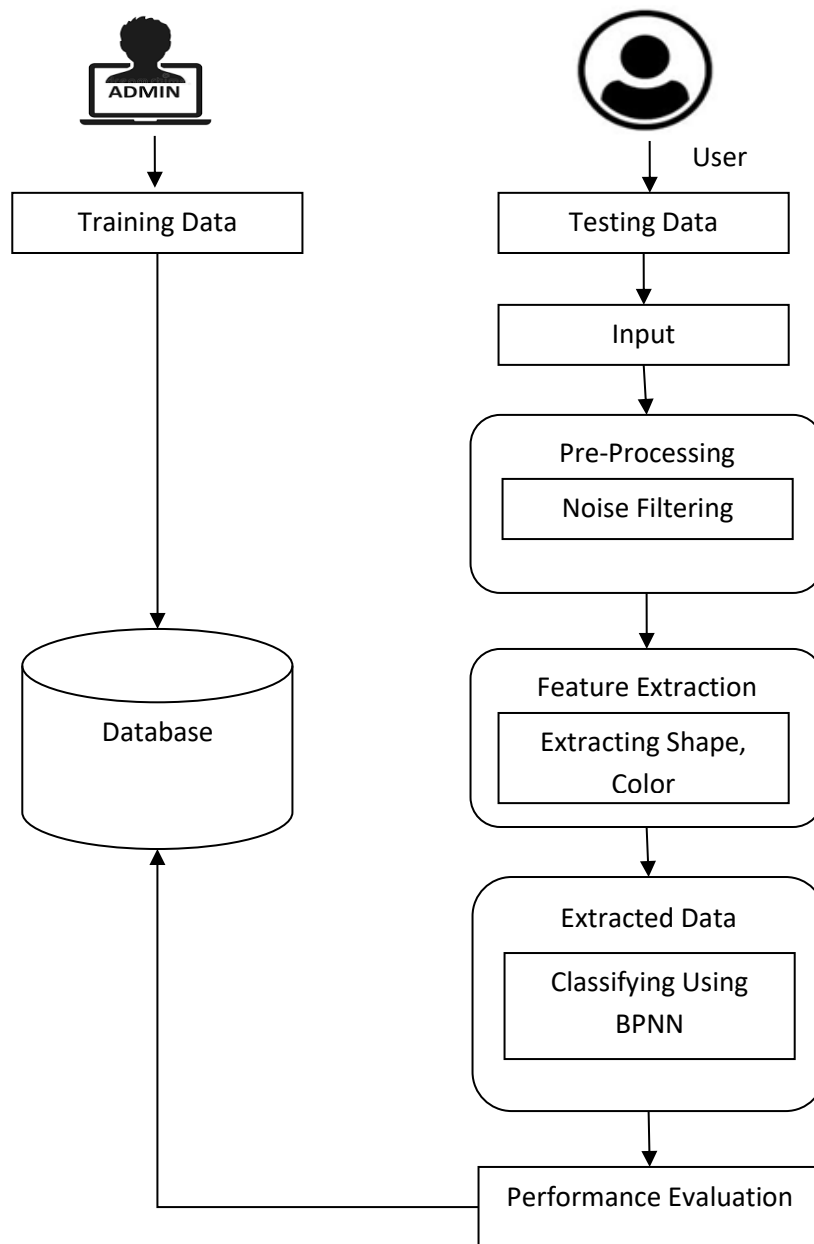 ADMIN
User
Training Data
Testing Data
Input
Pre-Processing
Noise Filtering
Feature Extraction
Extracting Shape,
Color
Database
Extracted Data
Classifying Using
BPNN
Performance Evaluation